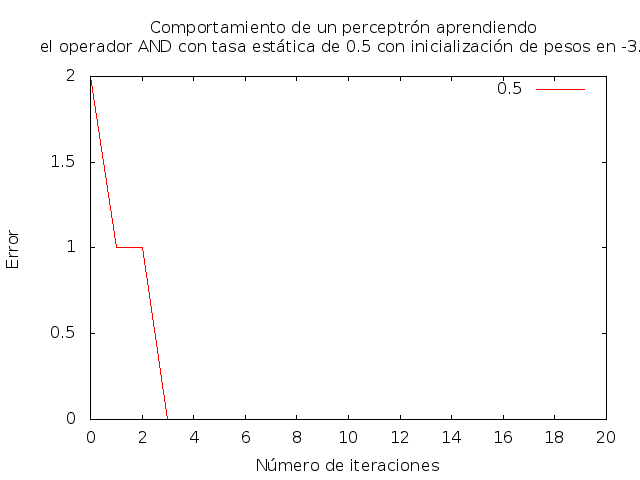 Comportamiento de un perceptrón aprendiendo
el operador AND con tasa estática de 0.5 con inicialización de pesos en -3.
0.5
2
1.5
1
0.5
0
Error
0 2 4 6 8 10 12 14 16 18 20
Número de iteraciones